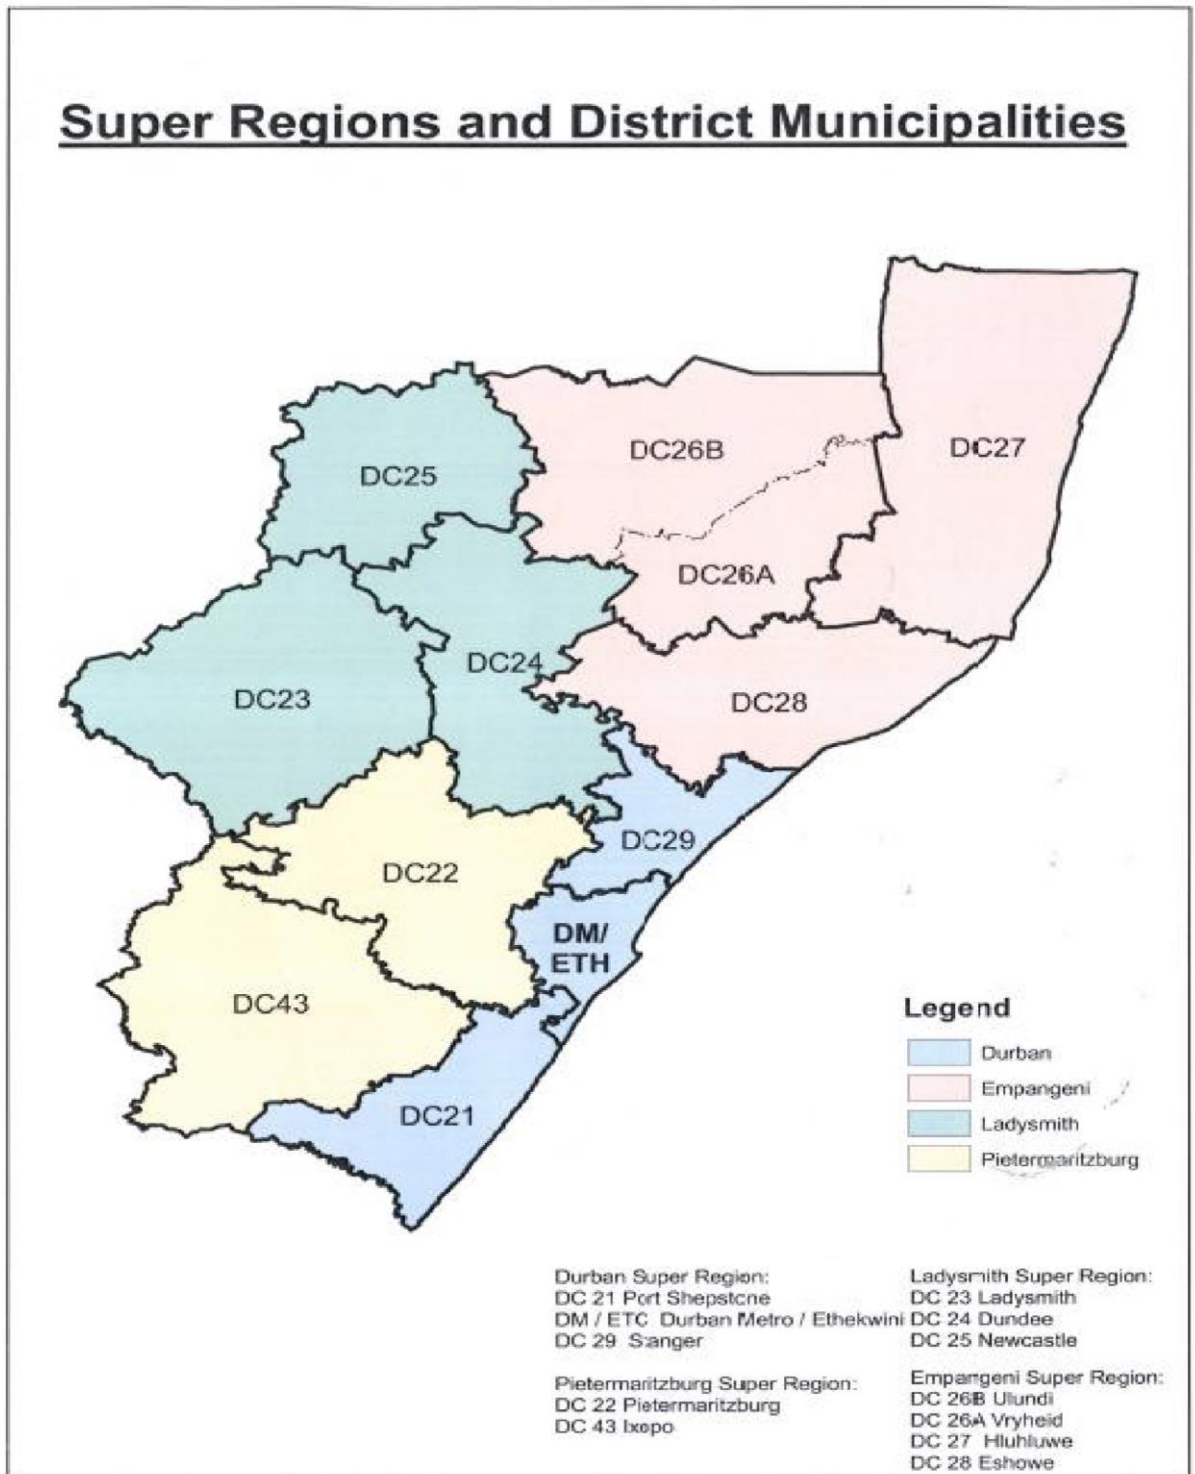 Super Regions and District Municipalities
DC27
DC26B
DC25
DC26A
DC24
DC23
DC28
DC29
DC22
DM/
ETH
DC43
DC21
Legend
Durban
Empangeni
Ladysmith
Pietermaritzburg
Durban Super Region:
DC 21 Port Shepstone
DM / ETC Durban Metro / Ethekwini
DC 29 Stanger
Pietermaritzburg Super Region:
DC 22 Pietermaritzburg
DC 43 Ixopo
Ladysmith Super Region:
DC 23 Ladysmith
DC 24 Dundee
DC 25 Newcastle
Empangeni Super Region:
DC 26B Ulundi
DC 26A Vryheid
DC 27 Hluhluwe
DC 28 Eshowe